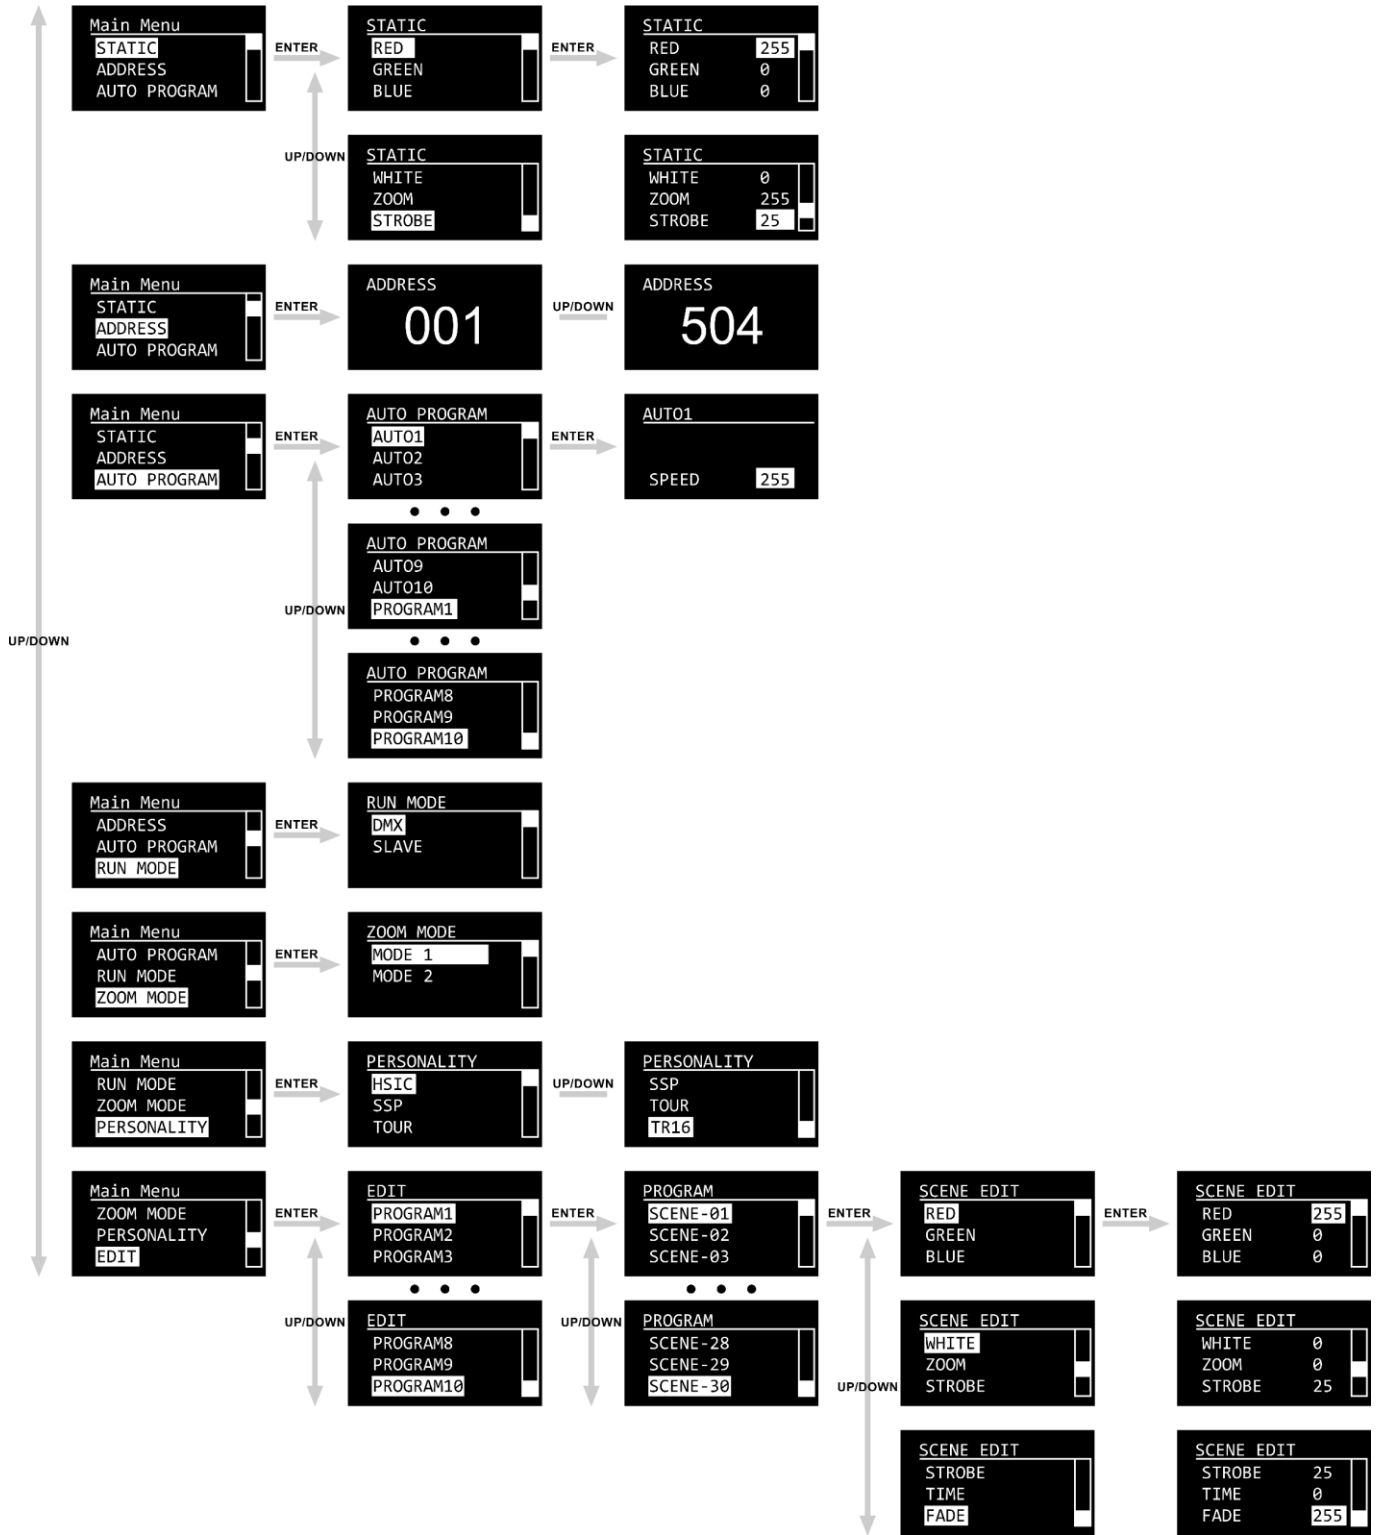 Main Menu
STATIC
ADDRESS
AUTO PROGRAM
ENTER
STATIC
RED
GREEN
BLUE
ENTER
STATIC
RED 255
GREEN 0
BLUE 0
UP/DOWN
STATIC
WHITE
ZOOM
STROBE
STATIC
WHITE 0
ZOOM 255
STROBE 25
Main Menu
STATIC
ADDRESS
AUTO PROGRAM
ENTER
ADDRESS
001
UP/DOWN
ADDRESS
504
Main Menu
STATIC
ADDRESS
AUTO PROGRAM
ENTER
AUTO PROGRAM
AUTO1
AUTO2
AUTO3
ENTER
AUTO1
SPEED 255
AUTO PROGRAM
AUTO9
AUTO10
PROGRAM1
UP/DOWN
UP/DOWN
AUTO PROGRAM
PROGRAM8
PROGRAM9
PROGRAM10
Main Menu
ADDRESS
AUTO PROGRAM
RUN MODE
ENTER
RUN MODE
DMX
SLAVE
Main Menu
AUTO PROGRAM
RUN MODE
ZOOM MODE
ENTER
ZOOM MODE
MODE 1
MODE 2
Main Menu
RUN MODE
ZOOM MODE
PERSONALITY
ENTER
PERSONALITY
HSIC
SSP
TOUR
UP/DOWN
PERSONALITY
SSP
TOUR
TR16
Main Menu
ZOOM MODE
PERSONALITY
EDIT
ENTER
EDIT
PROGRAM1
PROGRAM2
PROGRAM3
ENTER
PROGRAM
SCENE-01
SCENE-02
SCENE-03
ENTER
SCENE EDIT
RED
GREEN
BLUE
ENTER
SCENE EDIT
RED 255
GREEN 0
BLUE 0
UP/DOWN
EDIT
PROGRAM8
PROGRAM9
PROGRAM10
UP/DOWN
PROGRAM
SCENE-28
SCENE-29
SCENE-30
UP/DOWN
SCENE EDIT
WHITE
ZOOM
STROBE
SCENE EDIT
WHITE 0
ZOOM 0
STROBE 25
SCENE EDIT
STROBE
TIME
FADE
SCENE EDIT
STROBE 25
TIME 0
FADE 255